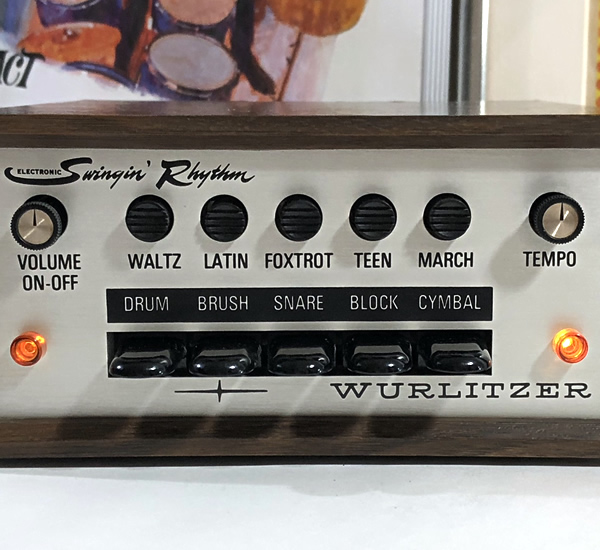 ACT
ELECTRONIC Swingin' Rhythm
VOLUME
ON-OFF
WALTZ LATIN FOXTROT TEEN MARCH
TEMPO
DRUM BRUSH SNARE BLOCK CYMBAL
WURLITZER